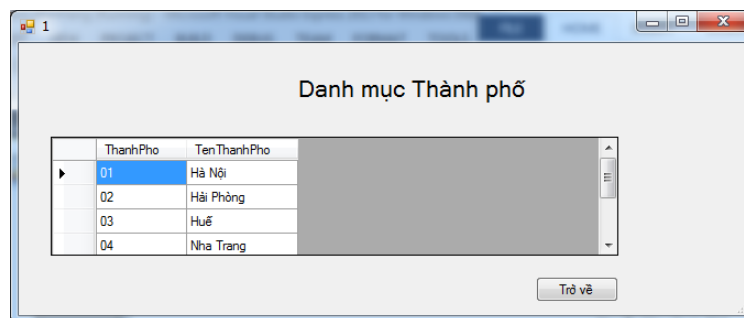 1
Danh mục Thành phố
ThanhPho TenThanhPho
01 Hà Nội
02 Hải Phòng
03 Huế
04 Nha Trang
Trở về